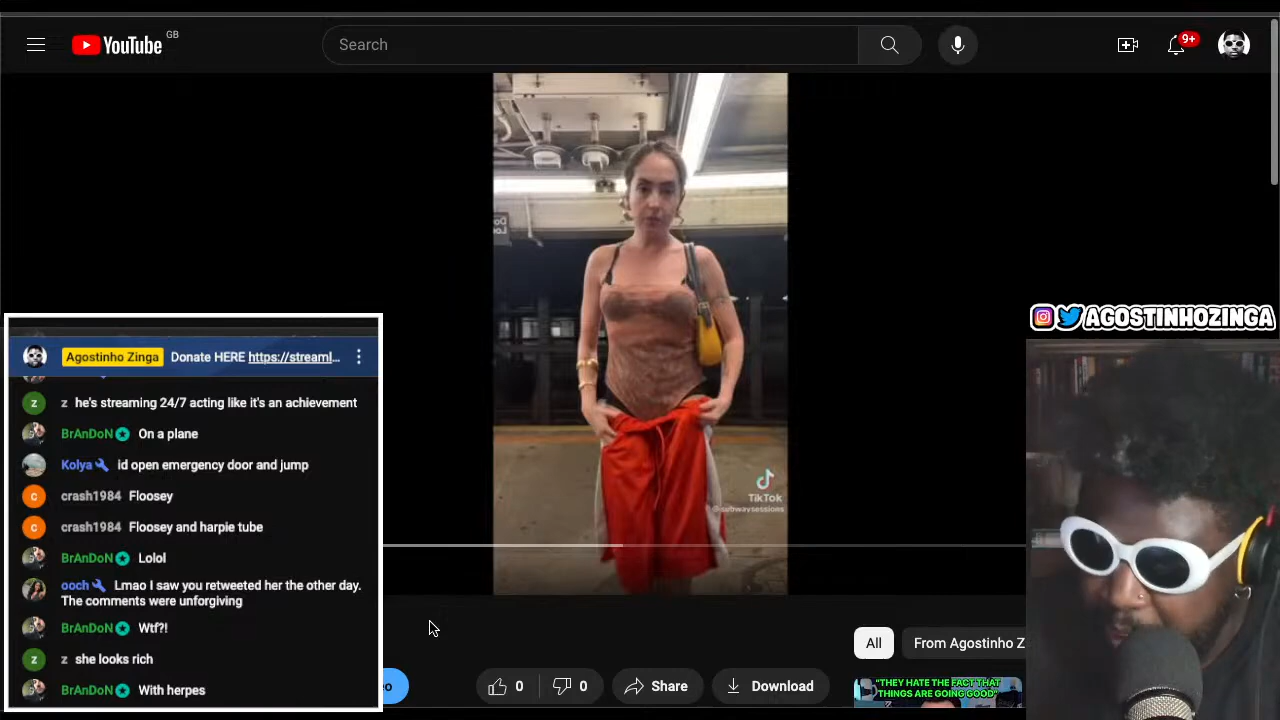 YouTube GB
Search
9+
TikTok
@subwaysessions
@AGOSTINHOZINGA
Agostinho Zinga Donate HERE https://streaml...
z he's streaming 24/7 acting like it's an achievement
BrAnDoN On a plane
Kolya id open emergency door and jump
crash1984 Floosey
crash1984 Floosey and harpie tube
BrAnDoN Lolol
ooch Lmao I saw you retweeted her the other day.
The comments were unforgiving
BrAnDoN Wtf?!
z she looks rich
BrAnDoN With herpes
All
From Agostinho Z
0
0
Share
Download
"THEY HATE THE FACT THAT
THINGS ARE GOING GOOD"